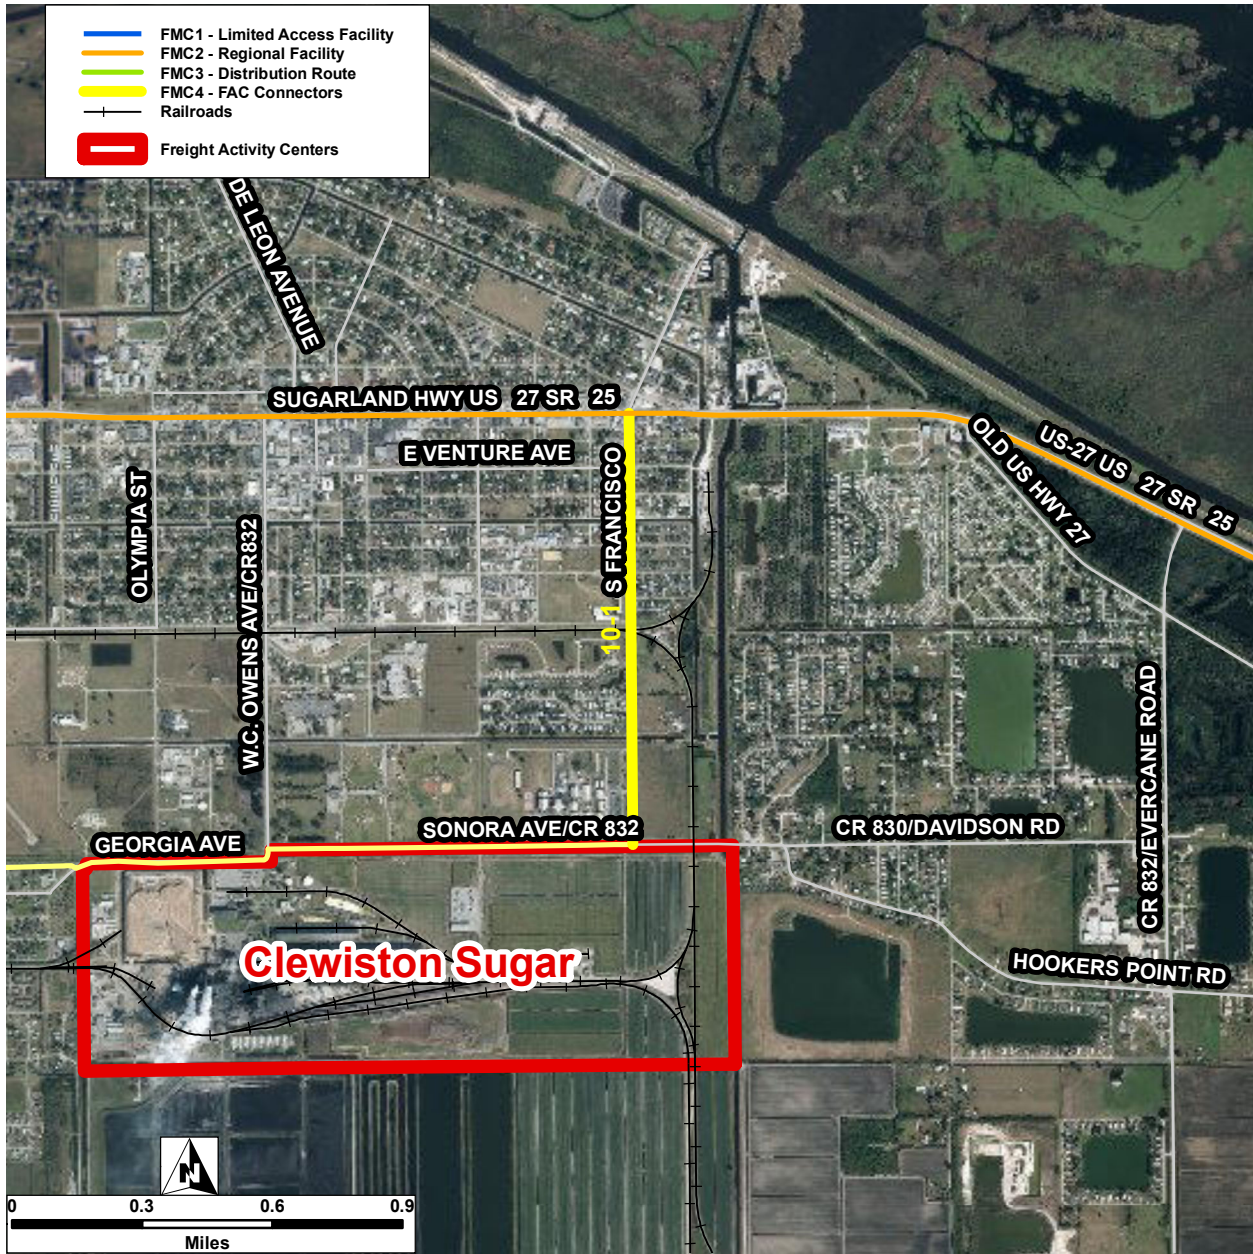 FMC1 - Limited Access Facility
FMC2 - Regional Facility
FMC3 - Distribution Route
FMC4 - FAC Connectors
Railroads
Freight Activity Centers
DE LEON AVENUE
SUGARLAND HWY US 27 SR 25
E VENTURE AVE
S FRANCISCO
10-1
OLYMPIA ST
W.C. OWENS AVE/CR832
OLD US HWY 27
US-27 US 27 SR 25
CR 832/EVERCANE ROAD
GEORGIA AVE
SONORA AVE/CR 832
CR 830/DAVIDSON RD
Clewiston Sugar
HOOKERS POINT RD
N
0 0.3 0.6 0.9
Miles